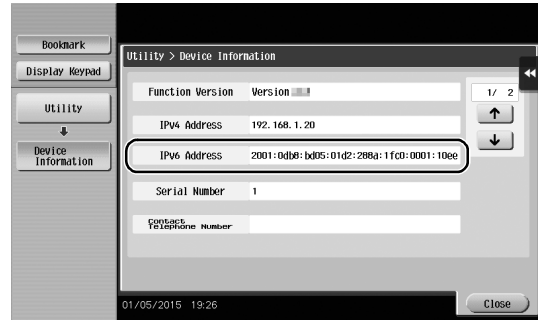 Bookmark
Display Keypad
Utility
Device
Information
Utility > Device Information
Function Version Version
1/ 2
IPv4 Address 192.168.1.20
IPv6 Address 2001:0db8:bd05:01d2:288a:1fc0:0001:10ee
Serial Number 1
Contact
Telephone Number
01/05/2015 19:26
Close